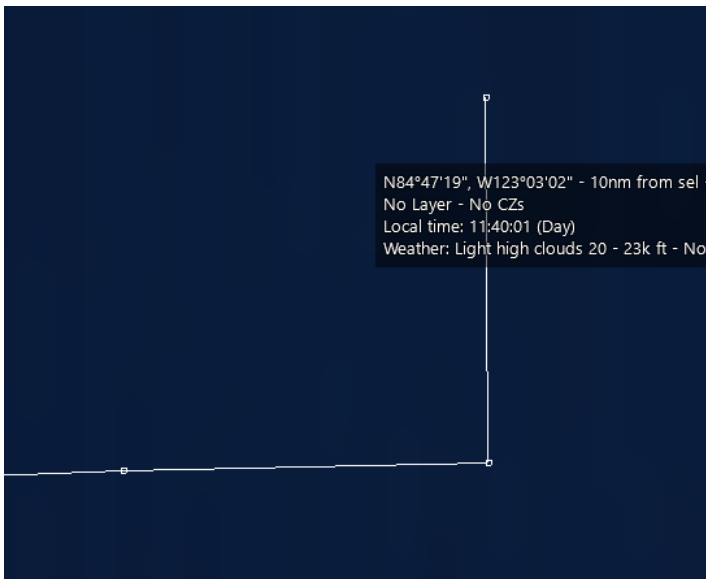 N84°47'19", W123°03'02" - 10nm from sel -
No Layer - No CZs
Local time: 11:40:01 (Day)
Weather: Light high clouds 20 - 23k ft - No